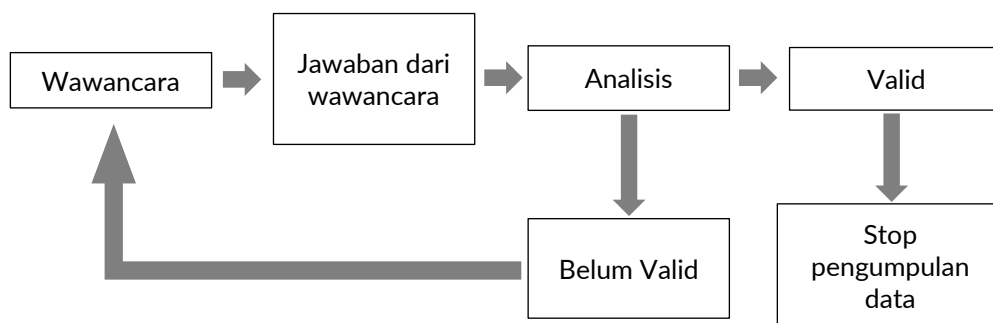 Wawancara
Jawaban dari
wawancara
Analisis
Valid
Belum Valid
Stop
pengumpulan
data